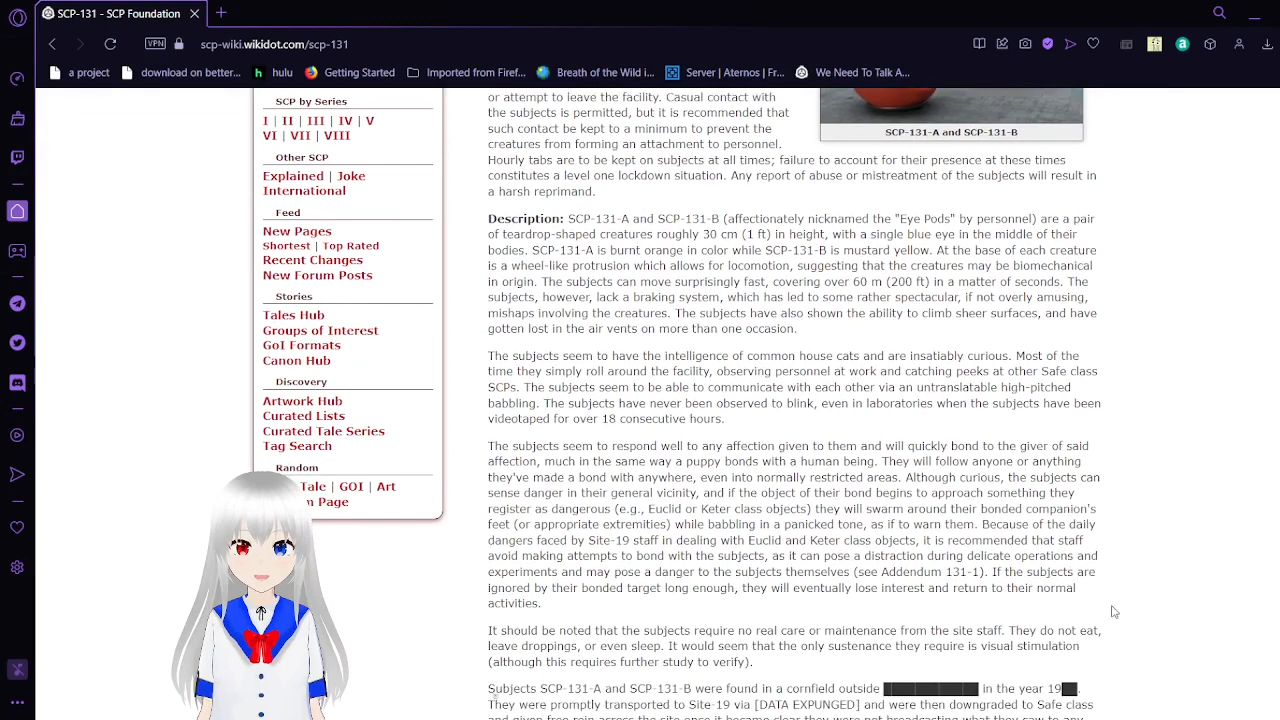 SCP-131 - SCP Foundation
VPN
scp-wiki.wikidot.com/scp-131
a project
download on better...
hulu
Getting Started
Imported from Firef...
Breath of the Wild i...
Server | Aternos | Fr...
We Need To Talk A...
SCP by Series
I | II | III | IV | V
VI | VII | VIII
Other SCP
Explained | Joke
International
Feed
New Pages
Shortest | Top Rated
Recent Changes
New Forum Posts
Stories
Tales Hub
Groups of Interest
GoI Formats
Canon Hub
Discovery
Artwork Hub
Curated Lists
Curated Tale Series
Tag Search
Random
Tale | GOI | Art
Page
SCP-131-A and SCP-131-B
or attempt to leave the facility. Casual contact with
the subjects is permitted, but it is recommended that
such contact be kept to a minimum to prevent the
creatures from forming an attachment to personnel.
Hourly tabs are to be kept on subjects at all times; failure to account for their presence at these times
constitutes a level one lockdown situation. Any report of abuse or mistreatment of the subjects will result in
a harsh reprimand.
Description: SCP-131-A and SCP-131-B (affectionately nicknamed the "Eye Pods" by personnel) are a pair
of teardrop-shaped creatures roughly 30 cm (1 ft) in height, with a single blue eye in the middle of their
bodies. SCP-131-A is burnt orange in color while SCP-131-B is mustard yellow. At the base of each creature
is a wheel-like protrusion which allows for locomotion, suggesting that the creatures may be biomechanical
in origin. The subjects can move surprisingly fast, covering over 60 m (200 ft) in a matter of seconds. The
subjects, however, lack a braking system, which has led to some rather spectacular, if not overly amusing,
mishaps involving the creatures. The subjects have also shown the ability to climb sheer surfaces, and have
gotten lost in the air vents on more than one occasion.
The subjects seem to have the intelligence of common house cats and are insatiably curious. Most of the
time they simply roll around the facility, observing personnel at work and catching peeks at other Safe class
SCPs. The subjects seem to be able to communicate with each other via an untranslatable high-pitched
babbling. The subjects have never been observed to blink, even in laboratories when the subjects have been
videotaped for over 18 consecutive hours.
The subjects seem to respond well to any affection given to them and will quickly bond to the giver of said
affection, much in the same way a puppy bonds with a human being. They will follow anyone or anything
they've made a bond with anywhere, even into normally restricted areas. Although curious, the subjects can
sense danger in their general vicinity, and if the object of their bond begins to approach something they
register as dangerous (e.g., Euclid or Keter class objects) they will swarm around their bonded companion's
feet (or appropriate extremities) while babbling in a panicked tone, as if to warn them. Because of the daily
dangers faced by Site-19 staff in dealing with Euclid and Keter class objects, it is recommended that staff
avoid making attempts to bond with the subjects, as it can pose a distraction during delicate operations and
experiments and may pose a danger to the subjects themselves (see Addendum 131-1). If the subjects are
ignored by their bonded target long enough, they will eventually lose interest and return to their normal
activities.
It should be noted that the subjects require no real care or maintenance from the site staff. They do not eat,
leave droppings, or even sleep. It would seem that the only sustenance they require is visual stimulation
(although this requires further study to verify).
Subjects SCP-131-A and SCP-131-B were found in a cornfield outside ██████████ in the year 19██.
They were promptly transported to Site-19 via [DATA EXPUNGED] and were then downgraded to Safe class
and given free rein across the site once it became clear they were not broadcasting what they saw to any